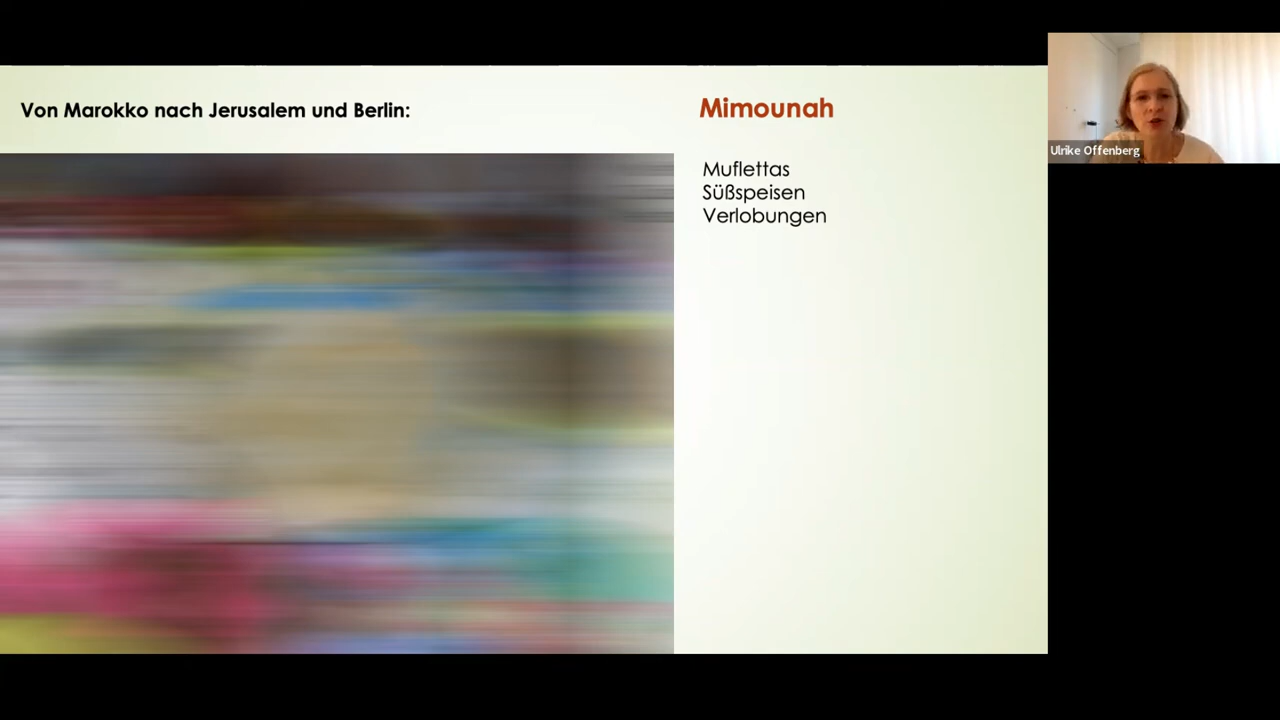 Von Marokko nach Jerusalem und Berlin:
Mimounah
Muflettas
Süßspeisen
Verlobungen
Ulrike Offenberg